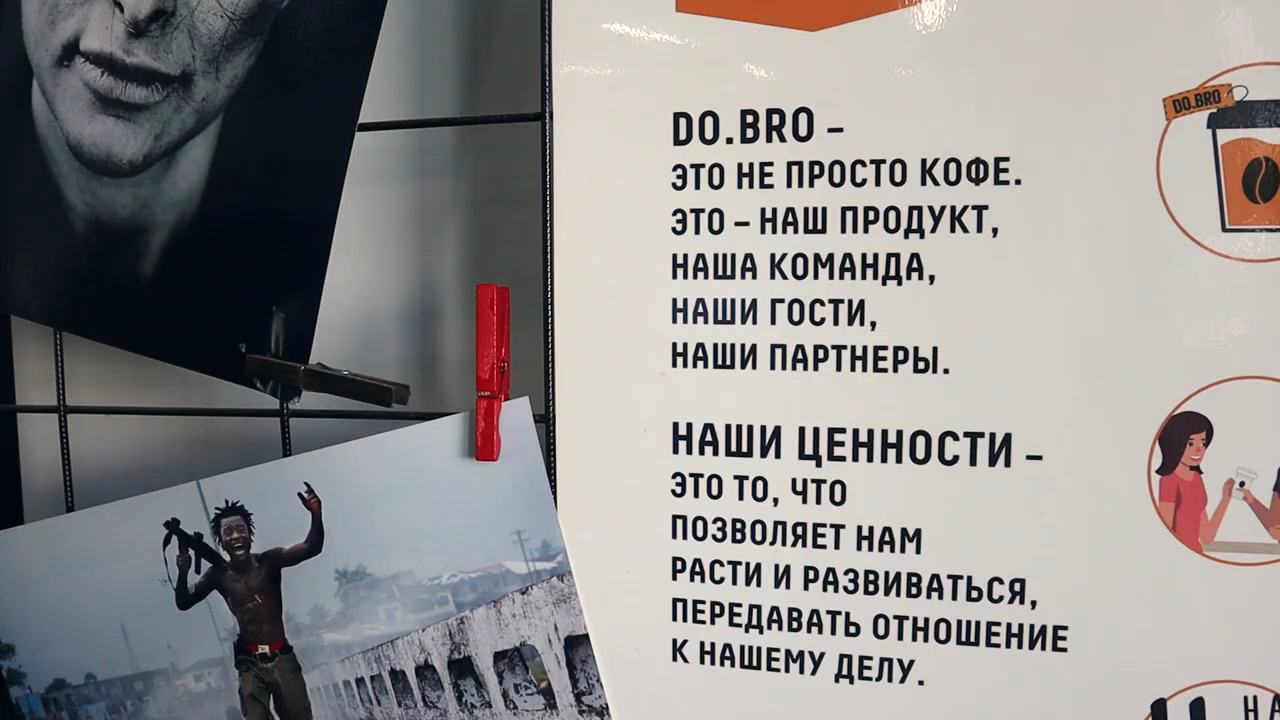 DO.BRO –
ЭТО НЕ ПРОСТО КОФЕ.
ЭТО – НАШ ПРОДУКТ,
НАША КОМАНДА,
НАШИ ГОСТИ,
НАШИ ПАРТНЕРЫ.
НАШИ ЦЕННОСТИ –
ЭТО ТО, ЧТО
ПОЗВОЛЯЕТ НАМ
РАСТИ И РАЗВИВАТЬСЯ,
ПЕРЕДАВАТЬ ОТНОШЕНИЕ
К НАШЕМУ ДЕЛУ.
DO.BRO